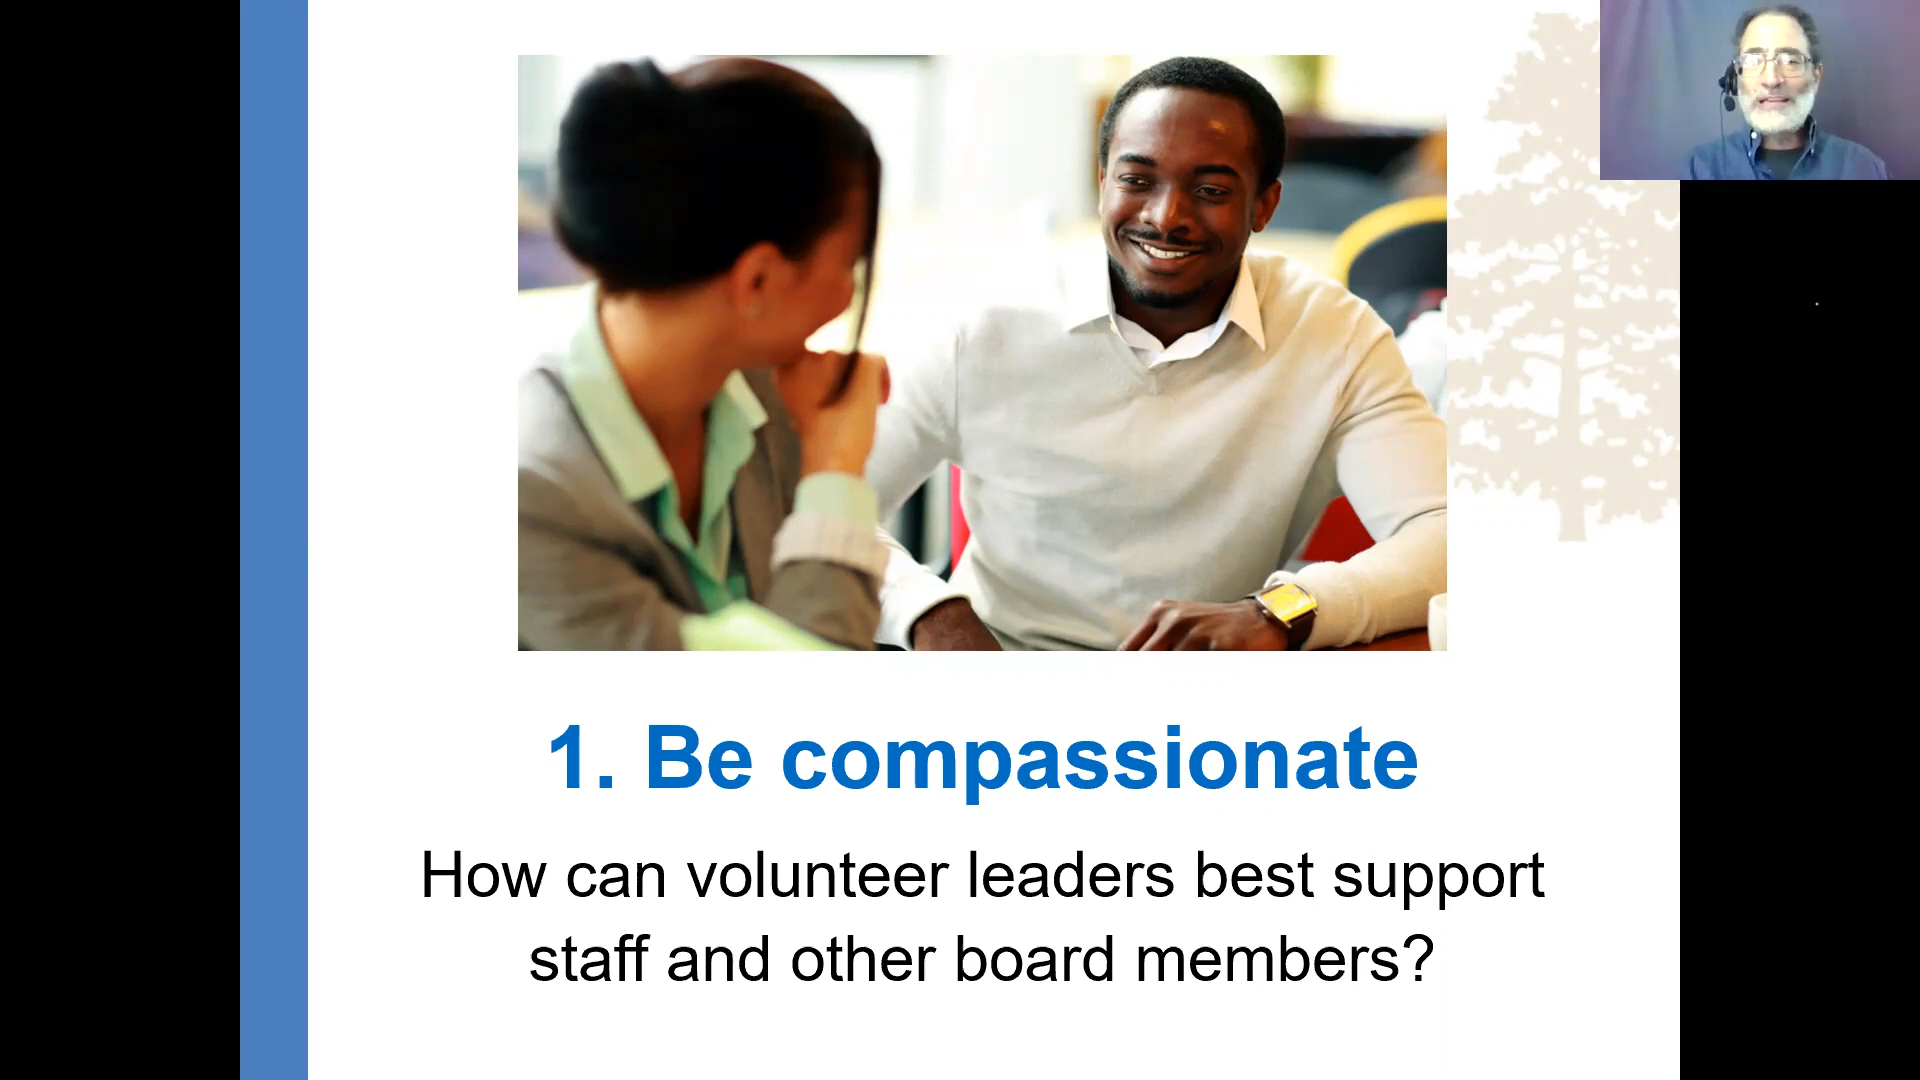 1. Be compassionate
How can volunteer leaders best support
staff and other board members?